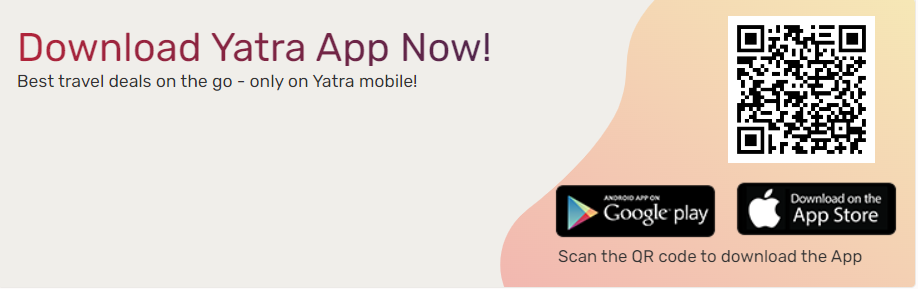 Download Yatra App Now!
Best travel deals on the go - only on Yatra mobile!
ANDROID APP ON
Google play
Download on the
App Store
Scan the QR code to download the App